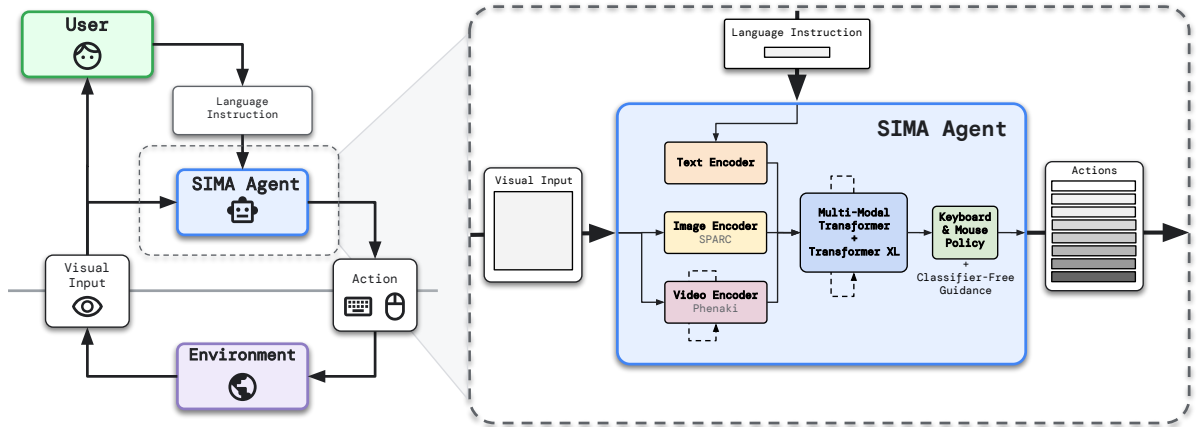 User
Language
Instruction
SIMA Agent
Visual
Input
Action
Environment
Language Instruction
SIMA Agent
Text Encoder
Visual Input
Image Encoder
SPARC
Video Encoder
Phenaki
Multi-Modal
Transformer
+
Transformer XL
Keyboard
& Mouse
Policy
+
Classifier-Free
Guidance
Actions